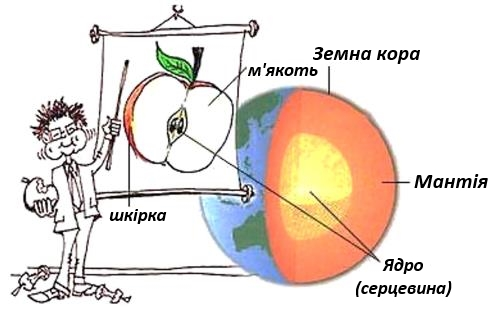 Земна кора
м'якоть
Мантія
шкірка
Ядро
(серцевина)